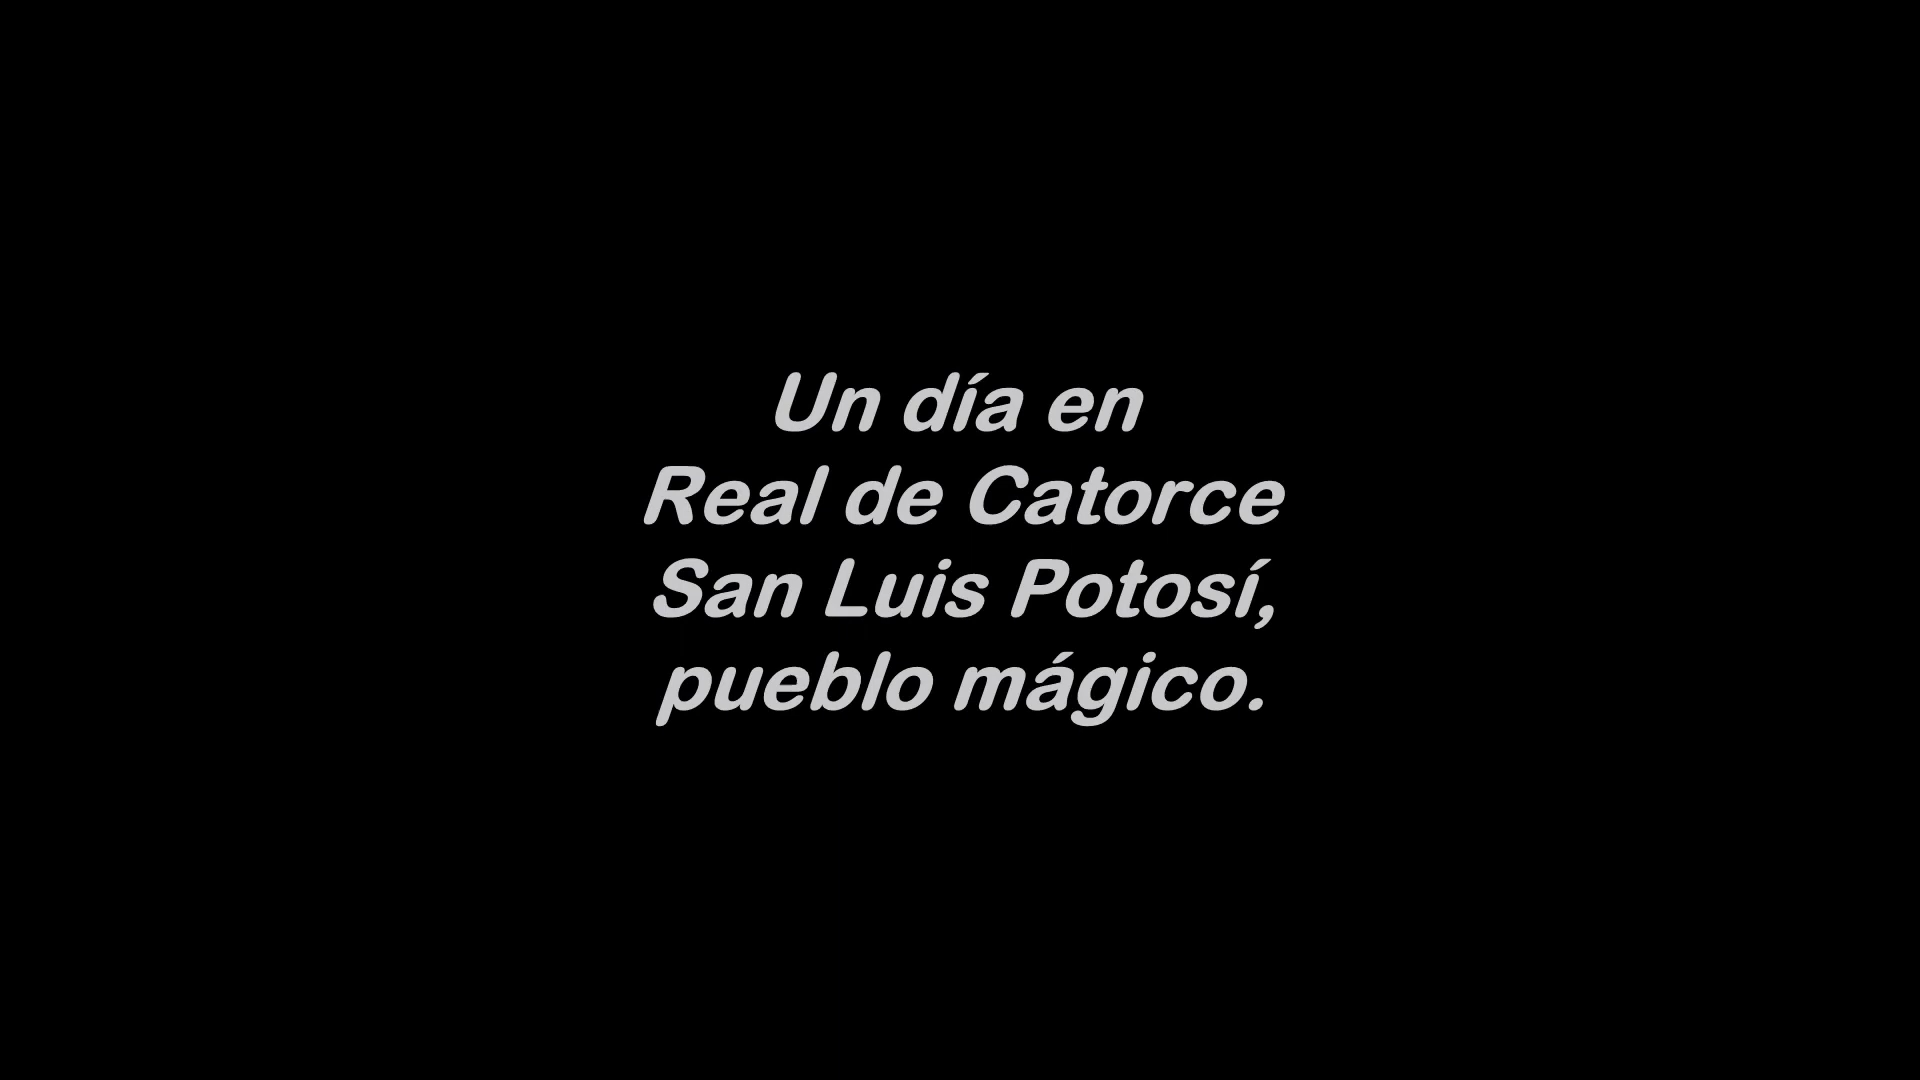 Un día en
Real de Catorce
San Luis Potosí,
pueblo mágico.